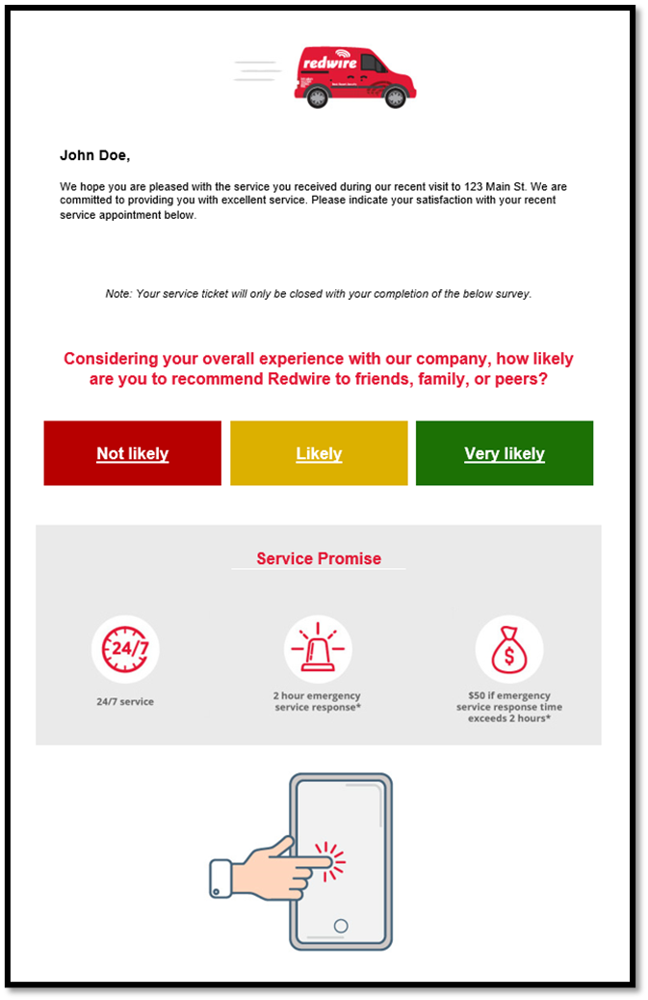 redwire
John Doe,
We hope you are pleased with the service you received during our recent visit to 123 Main St. We are
committed to providing you with excellent service. Please indicate your satisfaction with your recent
service appointment below.
Note: Your service ticket will only be closed with your completion of the below survey.
Considering your overall experience with our company, how likely
are you to recommend Redwire to friends, family, or peers?
Not likely
Likely
Very likely
Service Promise
24/7
$
24/7 service
2 hour emergency
service response*
$50 if emergency
service response time
exceeds 2 hours*